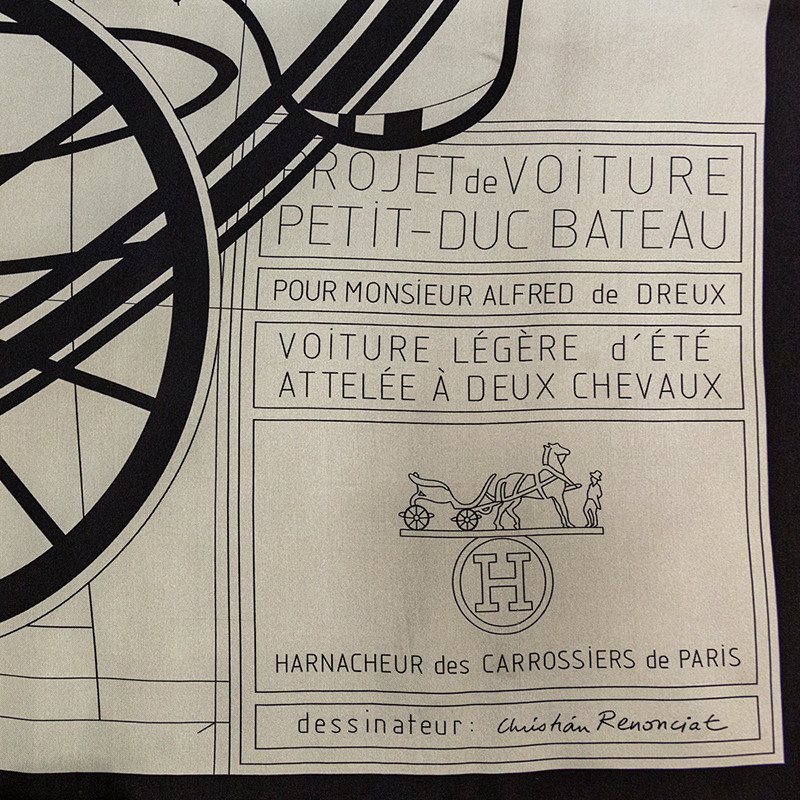 PROJET de VOiTURE
PETiT-DUC BATEAU
POUR MONSiEUR ALFRED de DREUX
VOiTURE LÉGÈRE d'ÉTÉ
ATTELÉE À DEUX CHEVAUX
H
HARNACHEUR des CARROSSiERS de PARiS
dessinateur: Christián Renonciat